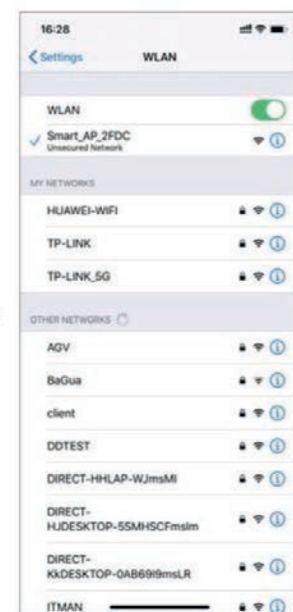 16:28
Settings WLAN
WLAN
Smart_AP_2FDC
Unsecured Network
MY NETWORKS
HUAWEI-WIFI
TP-LINK
TP-LINK_5G
OTHER NETWORKS
AGV
BaGua
client
DDTEST
DIRECT-HHLAP-WJmsMI
DIRECT-
HJDESKTOP-5SMHSCFmsIm
DIRECT-
KkDESKTOP-0AB69I9msLR
ITMAN